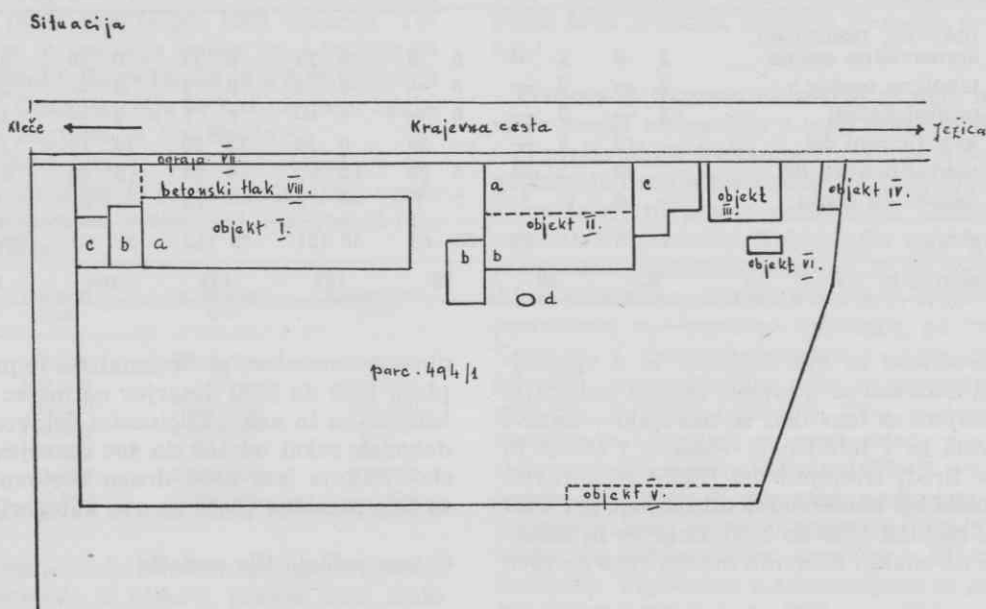 Situacija
Kleče
Krajevna cesta
Ježica
ograja VII
betonski tlak VIII.
objekt I.
c b a
a
objekt II.
b b
c
objekt III.
objekt IV.
objekt VI.
d
parc. 494/1
objekt V.